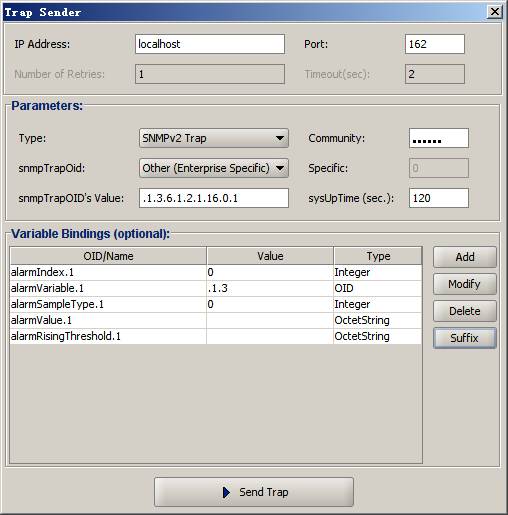 Trap Sender
IP Address: localhost Port: 162
Number of Retries: 1 Timeout(sec): 2
Parameters:
Type: SNMPv2 Trap Community: ••••••
snmpTrapOid: Other (Enterprise Specific) Specific: 0
snmpTrapOID's Value: .1.3.6.1.2.1.16.0.1 sysUpTime (sec.): 120
Variable Bindings (optional):
OID/Name Value Type Add
alarmIndex.1 0 Integer
alarmVariable.1 .1.3 OID Modify
alarmSampleType.1 0 Integer Delete
alarmValue.1 OctetString
alarmRisingThreshold.1 OctetString Suffix
Send Trap